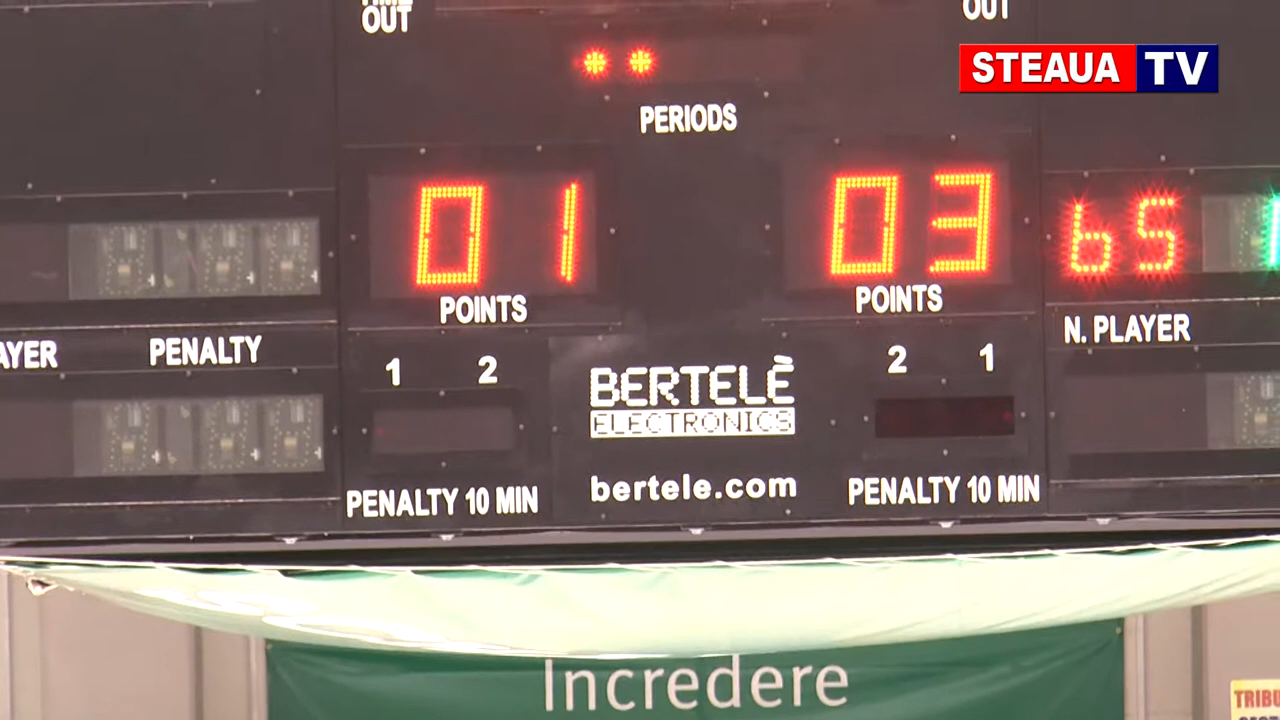 TIME
OUT
OUT
STEAUA TV
PERIODS
01
03
65
POINTS
POINTS
N. PLAYER
PENALTY
1 2
2 1
BERTELÈ
ELECTRONICS
bertele.com
PENALTY 10 MIN
PENALTY 10 MIN
Incredere